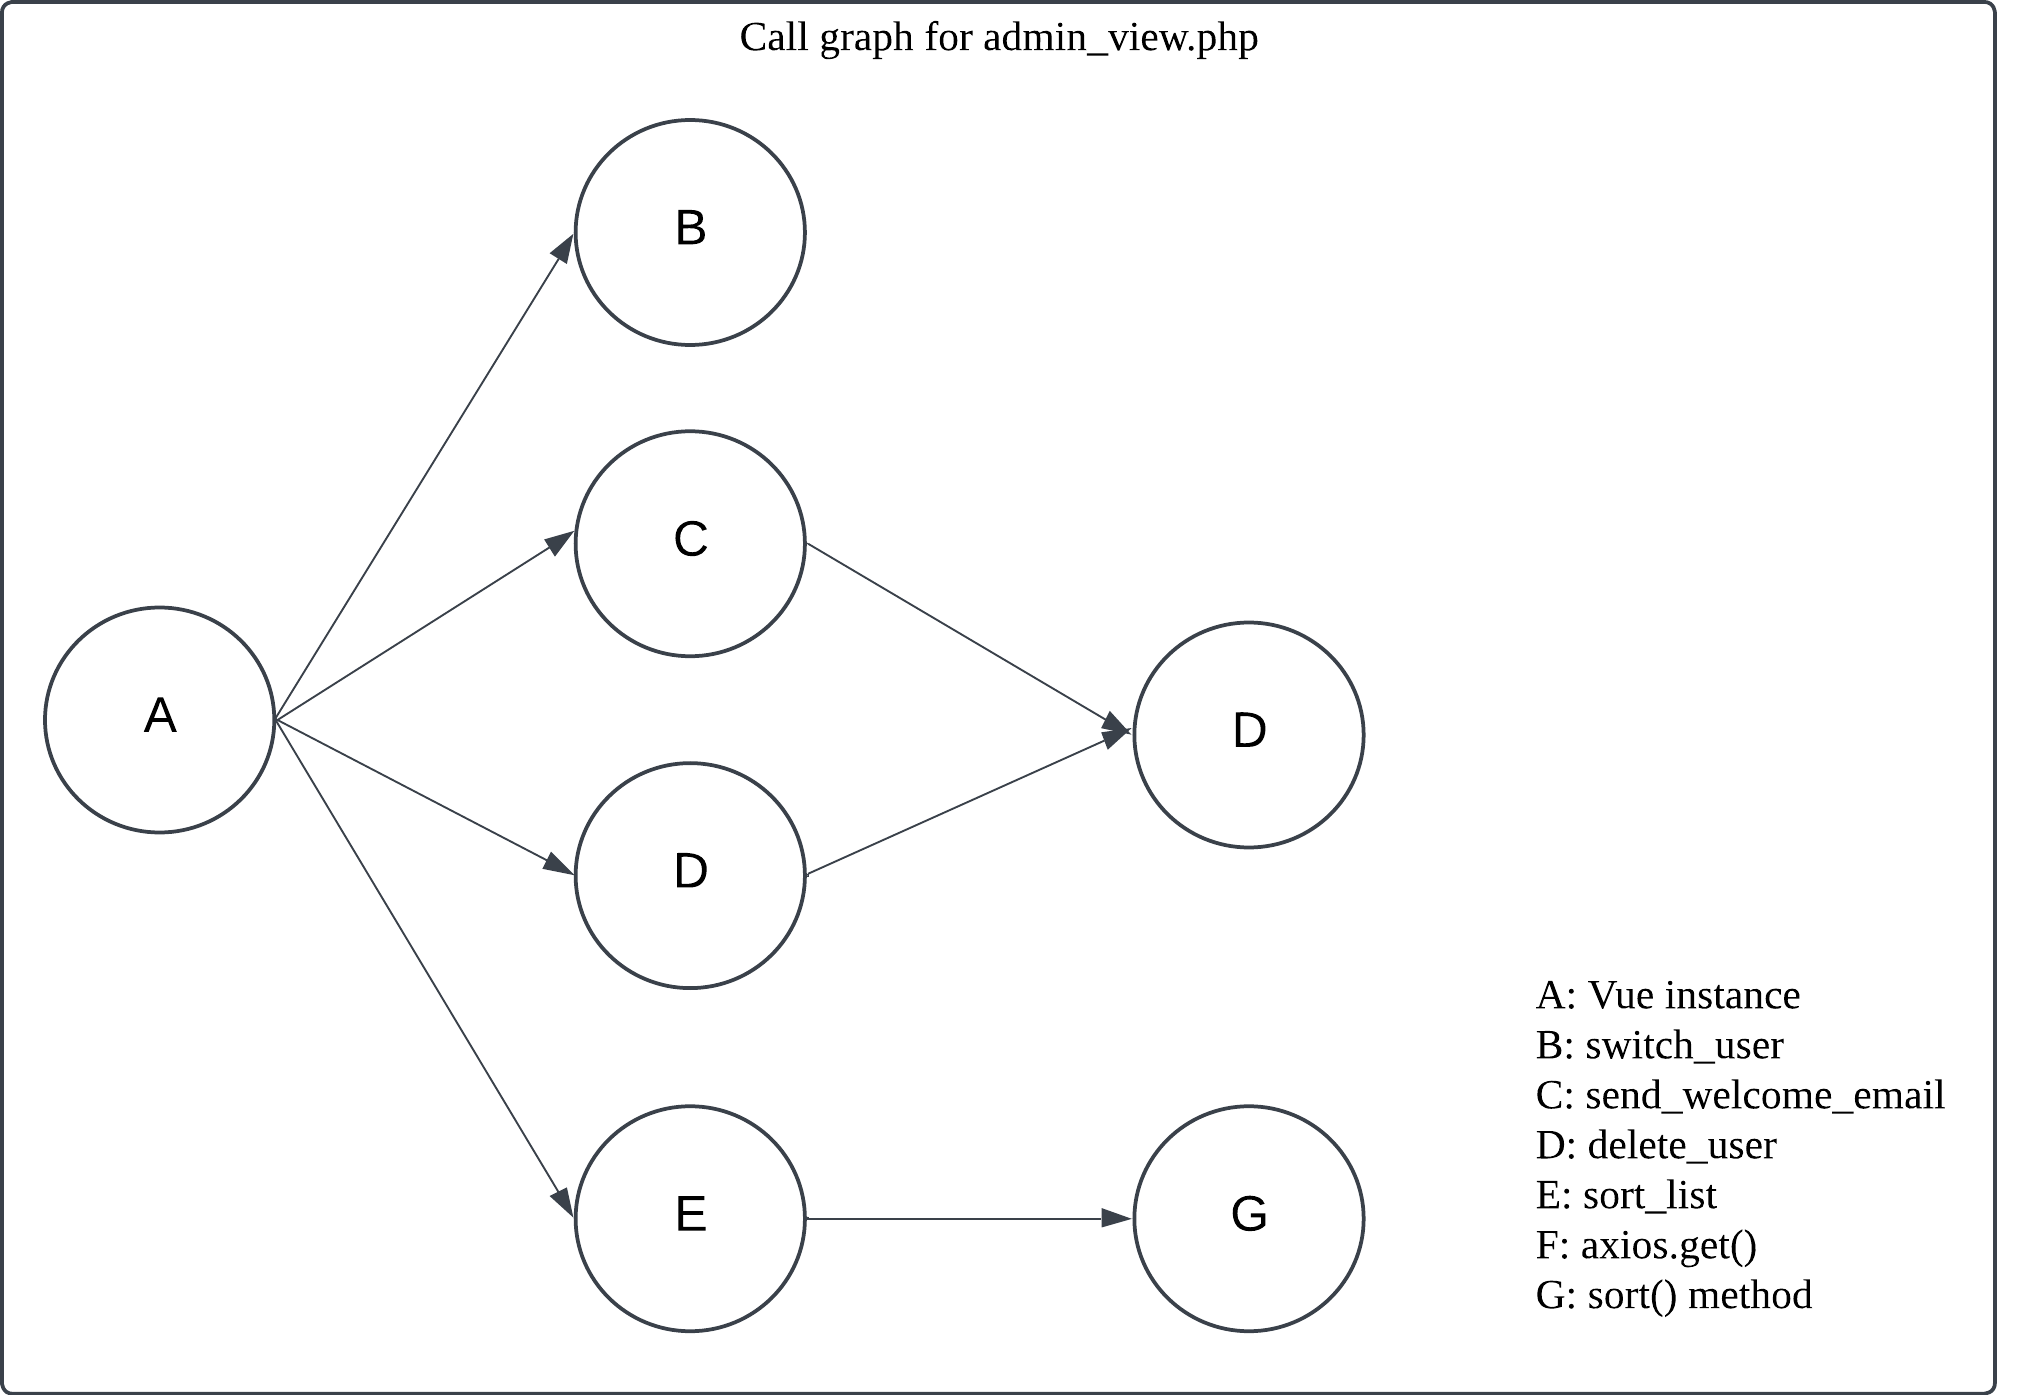 Call graph for admin_view.php
B
C
A
D
D
E
G
A: Vue instance
B: switch_user
C: send_welcome_email
D: delete_user
E: sort_list
F: axios.get()
G: sort() method